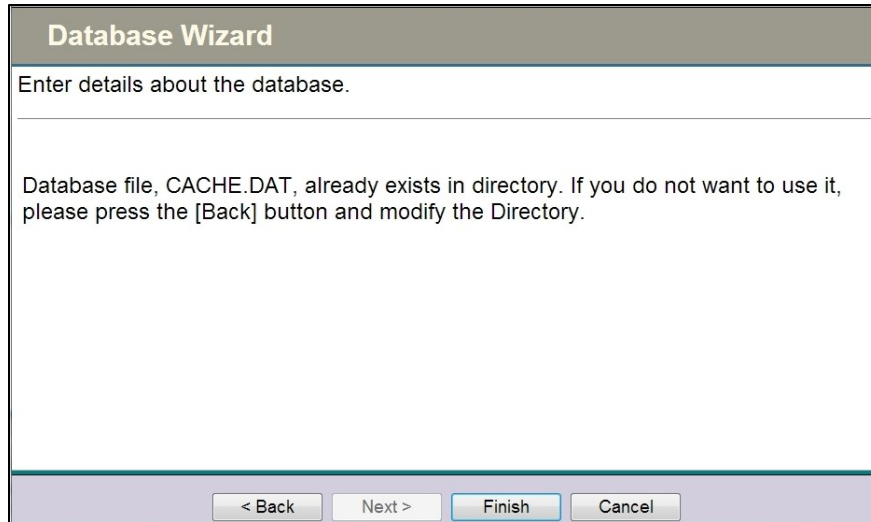 Database Wizard
Enter details about the database.
Database file, CACHE.DAT, already exists in directory. If you do not want to use it,
please press the [Back] button and modify the Directory.
< Back Next > Finish Cancel